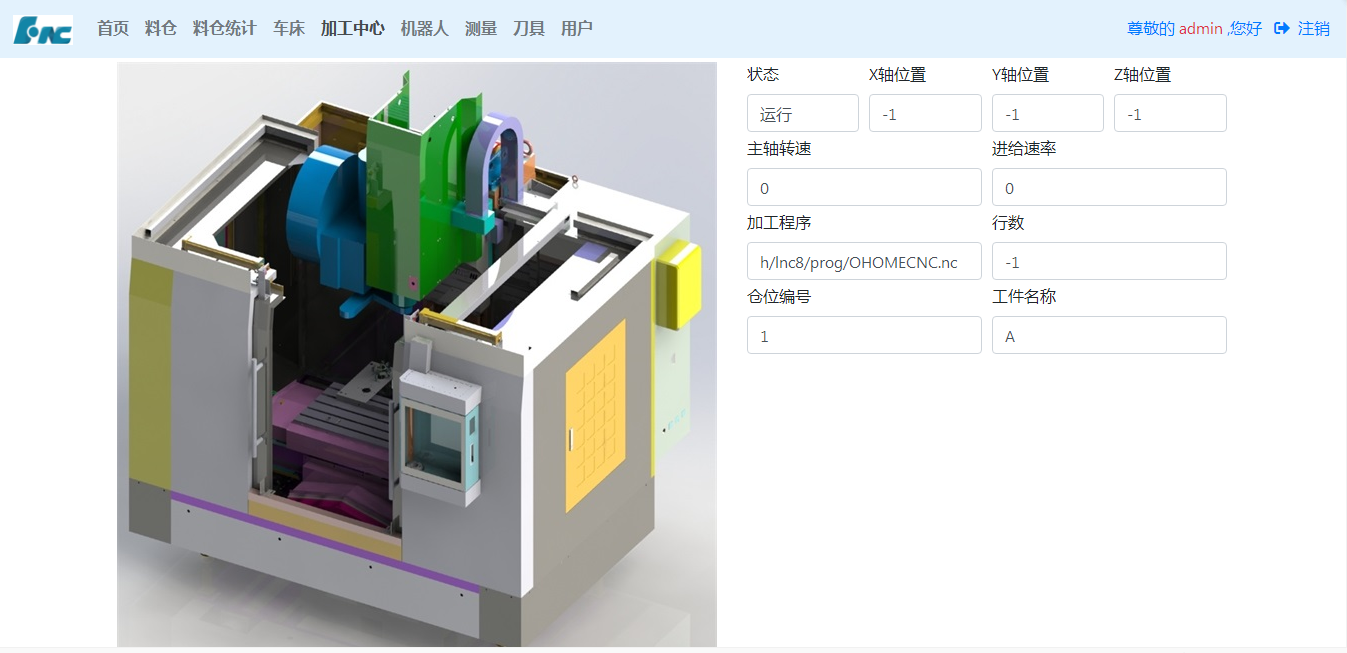 HNC 首页 料仓 料仓统计 车床 加工中心 机器人 测量 刀具 用户 尊敬的 admin ,您好 注销
状态 X轴位置 Y轴位置 Z轴位置
运行 -1 -1 -1
主轴转速 进给速率
0 0
加工程序 行数
h/lnc8/prog/OHOMECNC.nc -1
仓位编号 工件名称
1 A